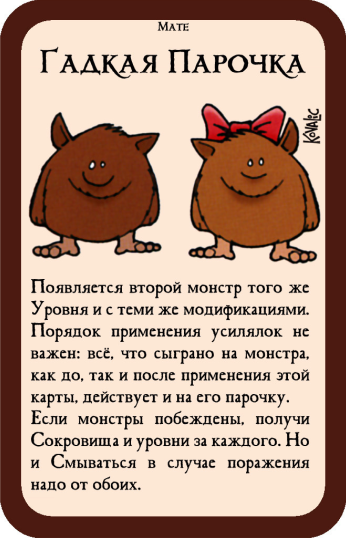 Mate
Гадкая Парочка
Kovalic
Появляется второй монстр того же
Уровня и с теми же модификациями.
Порядок применения усилялок не
важен: всё, что сыграно на монстра,
как до, так и после применения этой
карты, действует и на его парочку.
Если монстры побеждены, получи
Сокровища и уровни за каждого. Но
и Смываться в случае поражения
надо от обоих.